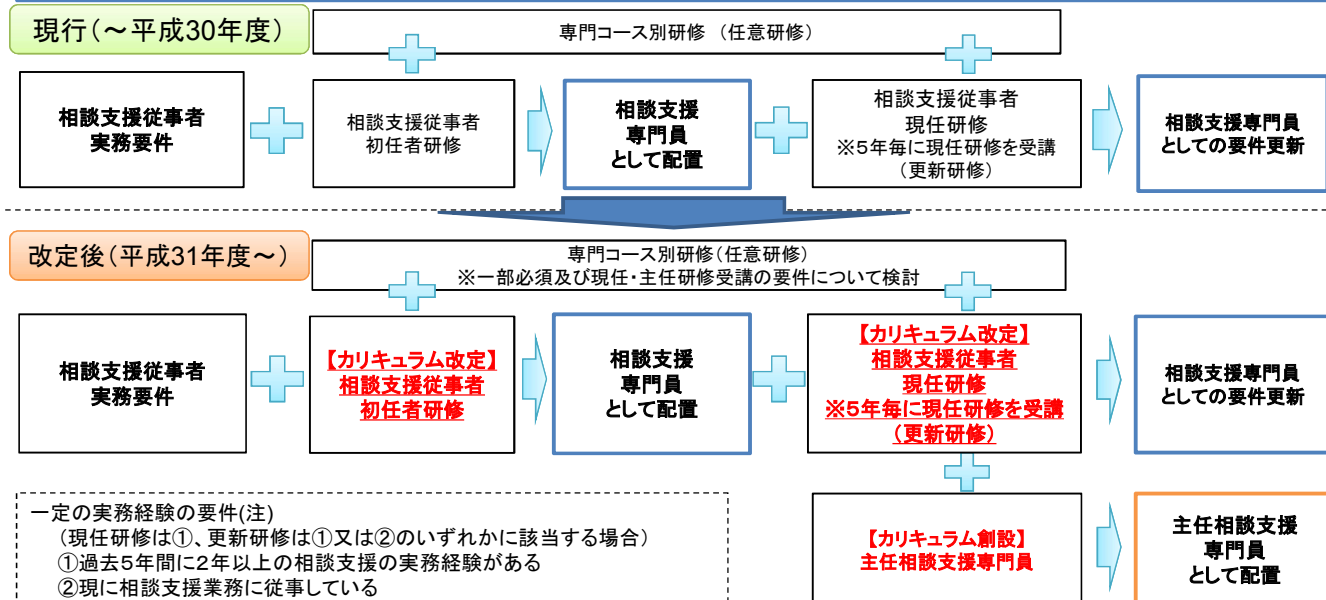 現行(～平成30年度)
専門コース別研修 (任意研修)
相談支援従事者
実務要件
相談支援従事者
初任者研修
相談支援
専門員
として配置
相談支援従事者
現任研修
※5年毎に現任研修を受講
(更新研修)
相談支援専門員
としての要件更新
改定後(平成31年度～)
専門コース別研修(任意研修)
※一部必須及び現任・主任研修受講の要件について検討
相談支援従事者
実務要件
【カリキュラム改定】
相談支援従事者
初任者研修
相談支援
専門員
として配置
【カリキュラム改定】
相談支援従事者
現任研修
※5年毎に現任研修を受講
(更新研修)
相談支援専門員
としての要件更新
一定の実務経験の要件(注)
(現任研修は①、更新研修は①又は②のいずれかに該当する場合)
①過去5年間に2年以上の相談支援の実務経験がある
②現に相談支援業務に従事している
【カリキュラム創設】
主任相談支援専門員
主任相談支援
専門員
として配置